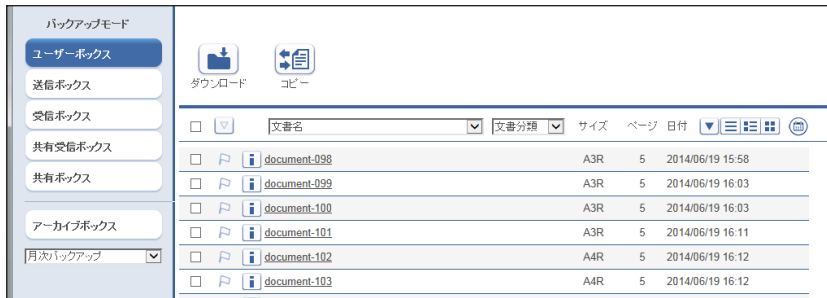 バックアップモード
ユーザーボックス
送信ボックス
受信ボックス
共有受信ボックス
共有ボックス
アーカイブボックス
月次バックアップ
ダウンロード コピー
文書名 文書分類 サイズ ページ 日付
document-098 A3R 5 2014/06/19 15:58
document-099 A3R 5 2014/06/19 16:03
document-100 A3R 5 2014/06/19 16:03
document-101 A3R 5 2014/06/19 16:11
document-102 A4R 5 2014/06/19 16:12
document-103 A4R 5 2014/06/19 16:12